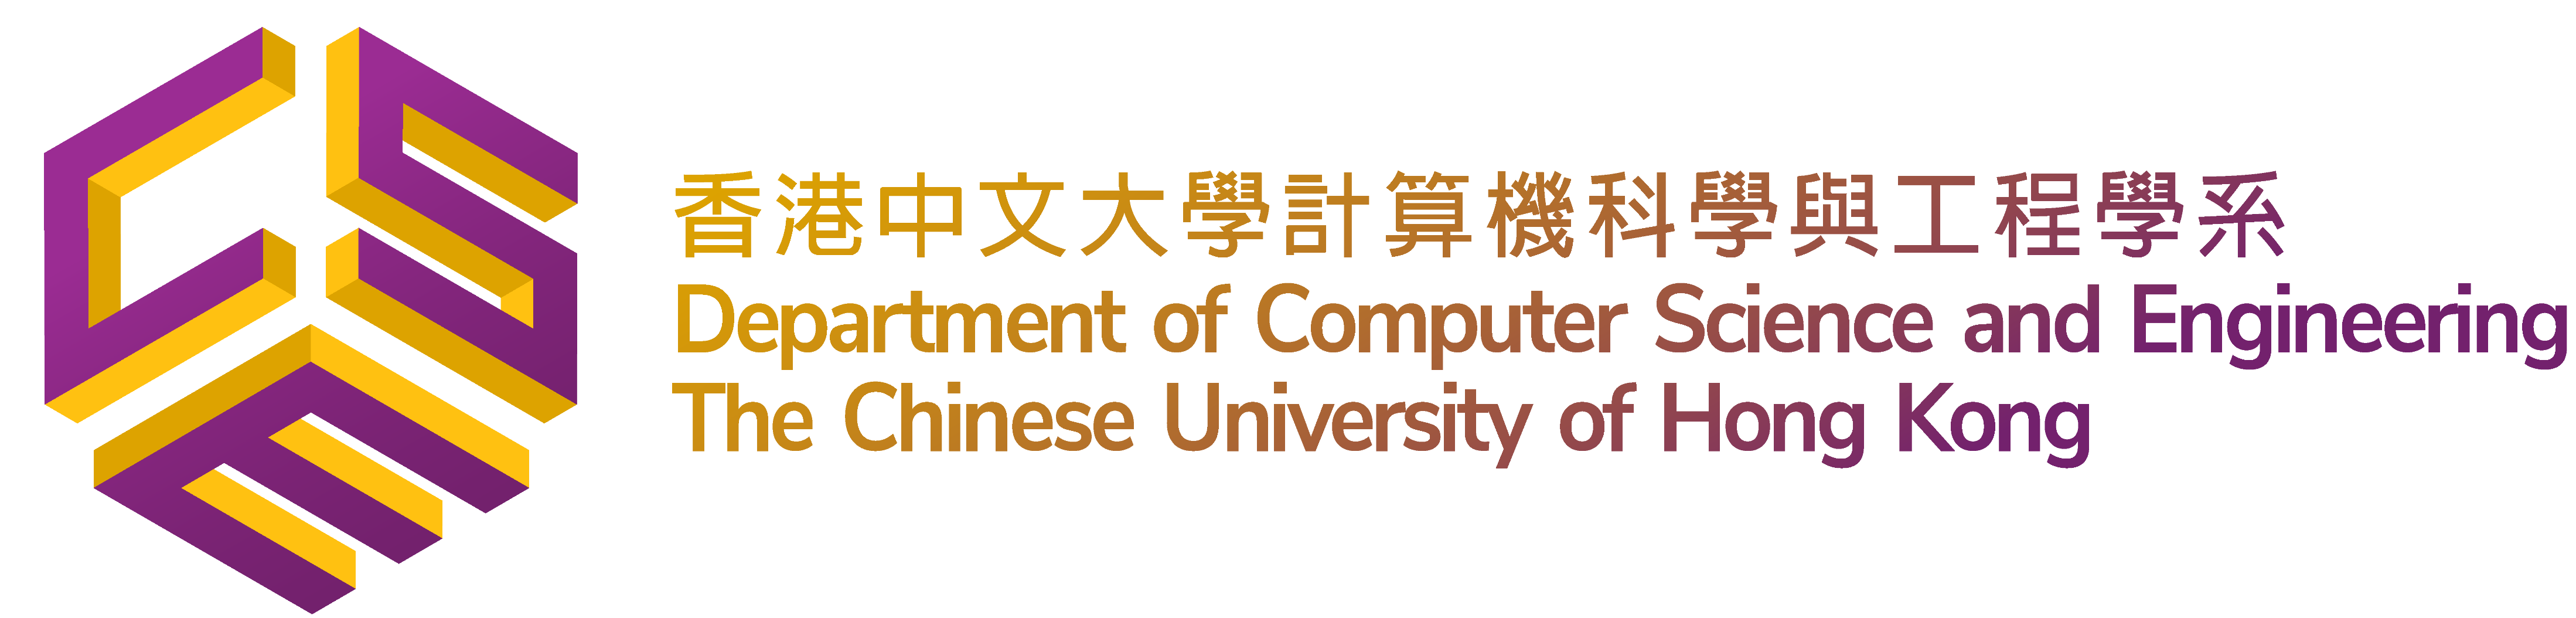 CSE
香港中文大學計算機科學與工程學系
Department of Computer Science and Engineering
The Chinese University of Hong Kong